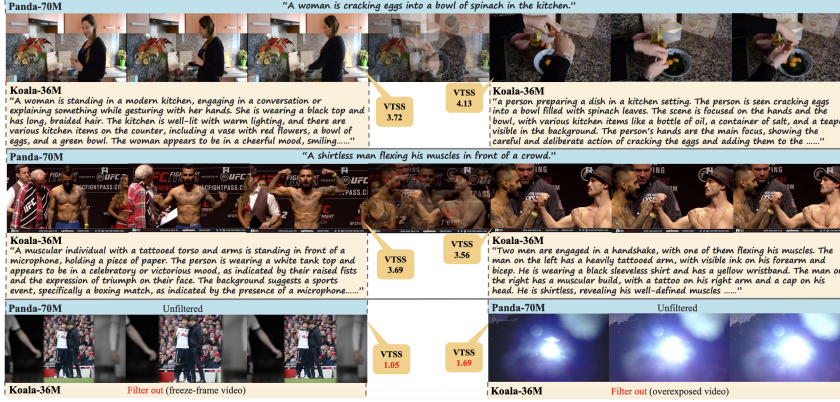 Panda-70M
“A woman is cracking eggs into a bowl of spinach in the kitchen.”
Koala-36M
“A woman is standing in a modern kitchen, engaging in a conversation or
explaining something while gesturing with her hands. She is wearing a black top and
has long, braided hair. The kitchen is well-lit with warm lighting, and there are
various kitchen items on the counter, including a vase with red flowers, a bowl of
eggs, and a green bowl. The woman appears to be in a cheerful mood, smiling……”
VTSS
3.72
VTSS
4.13
Koala-36M
“a person preparing a dish in a kitchen setting. The person is seen cracking eggs
into a bowl filled with spinach leaves. The scene is focused on the hands and the
bowl, with various kitchen items like a bottle of oil, a container of salt, and a
visible in the background. The person's hands are the main focus, showing the
careful and deliberate action of cracking the eggs and adding them to the ……”
Panda-70M
“A shirtless man flexing his muscles in front of a crowd.”
Koala-36M
“A muscular individual with a tattooed torso and arms is standing in front of a
microphone, holding a piece of paper. The person is wearing a white tank top and
appears to be in a celebratory or victorious mood, as indicated by their raised fists
and the expression of triumph on their face. The background suggests a sports
event, specifically a boxing match, as indicated by the presence of a microphone……”
VTSS
3.69
VTSS
3.56
Koala-36M
“Two men are engaged in a handshake, with one of them flexing his muscles. The
man on the left has a heavily tattooed arm, with visible ink on his forearm and
bicep. He is wearing a black sleeveless shirt and has a yellow wristband. The man on
the right has a muscular build, with a tattoo on his right arm and a cap on his
head. He is shirtless, revealing his well-defined muscles ……”
Panda-70M
Unfiltered
Koala-36M
Filter out (freeze-frame video)
VTSS
1.05
VTSS
1.69
Panda-70M
Unfiltered
Koala-36M
Filter out (overexposed video)